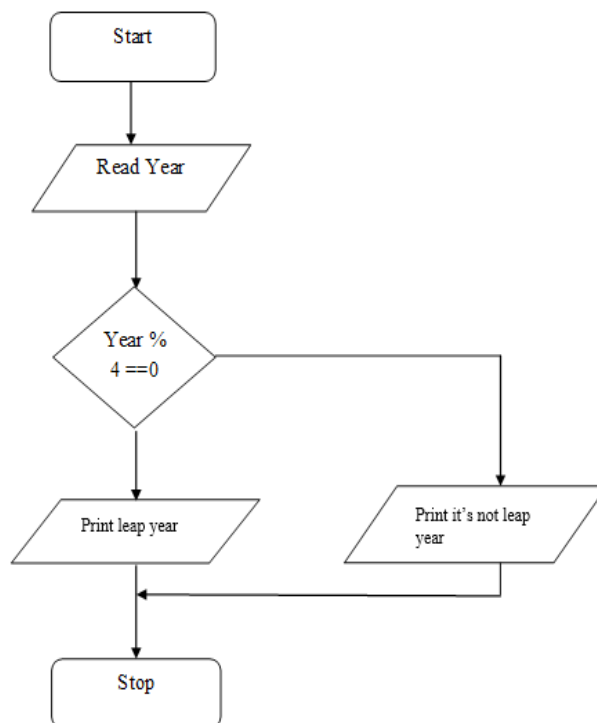 Start
Read Year
Year %
4 ==0
Print leap year
Print it’s not leap
year
Stop